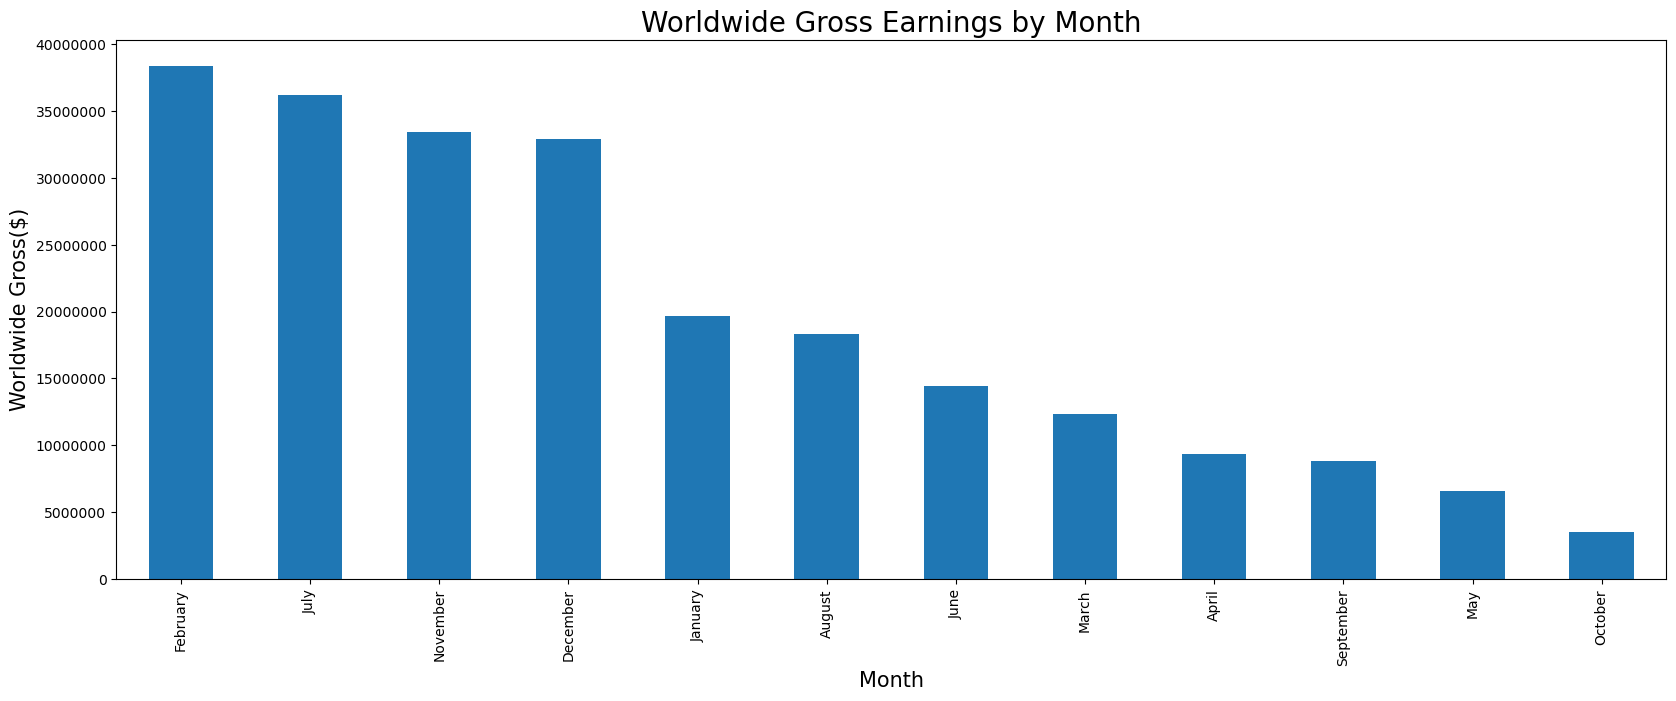 Worldwide Gross Earnings by Month
Worldwide Gross($)
40000000
35000000
30000000
25000000
20000000
15000000
10000000
5000000
0
February
July
November
December
January
August
June
March
April
September
May
October
Month